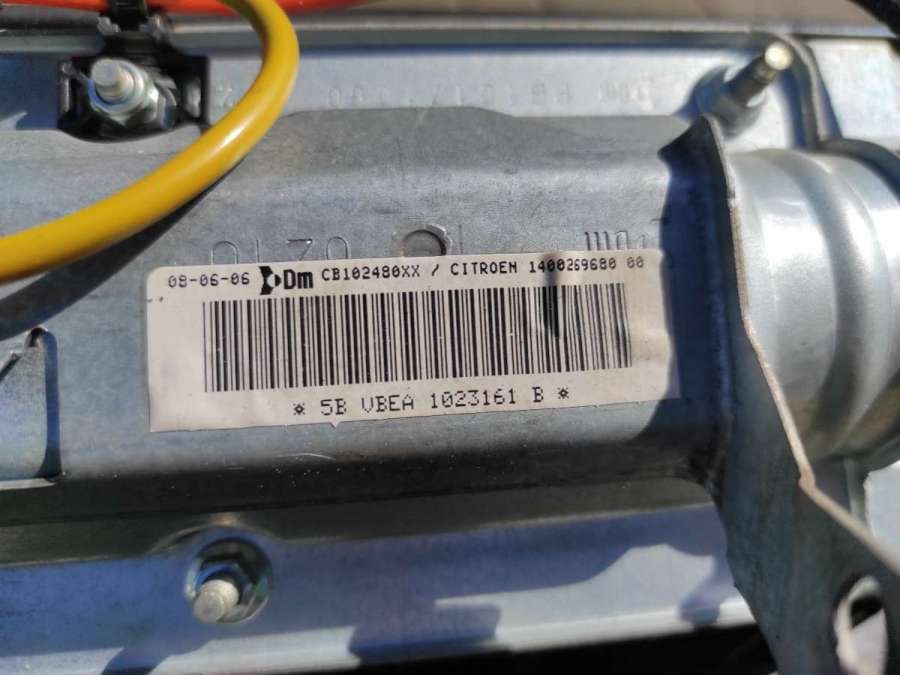 08-06-06 Dm CB102480XX / CITROEN 1400269680 00
* 5B VBEA 1023161 B *